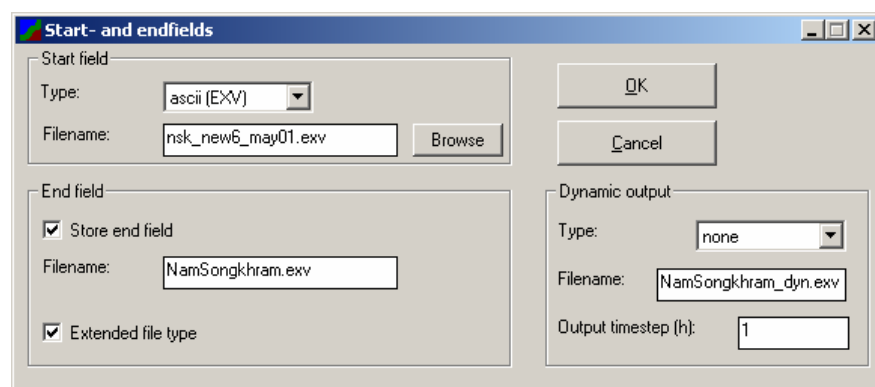 Start- and endfields
Start field
Type:
ascii (EXV)
Filename:
nsk_new6_may01.exv
Browse
OK
Cancel
End field
Store end field
Filename:
NamSongkhram.exv
Extended file type
Dynamic output
Type:
none
Filename:
NamSongkhram_dyn.exv
Output timestep (h):
1